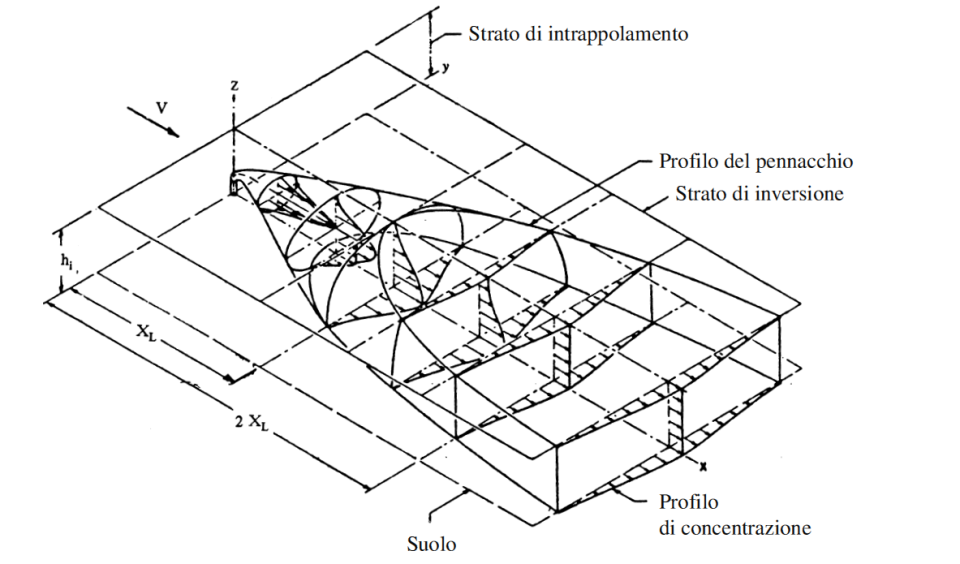 Strato di intrappolamento
y
z
V
Profilo del pennacchio
Strato di inversione
hi
XL
2 XL
x
Profilo
di concentrazione
Suolo